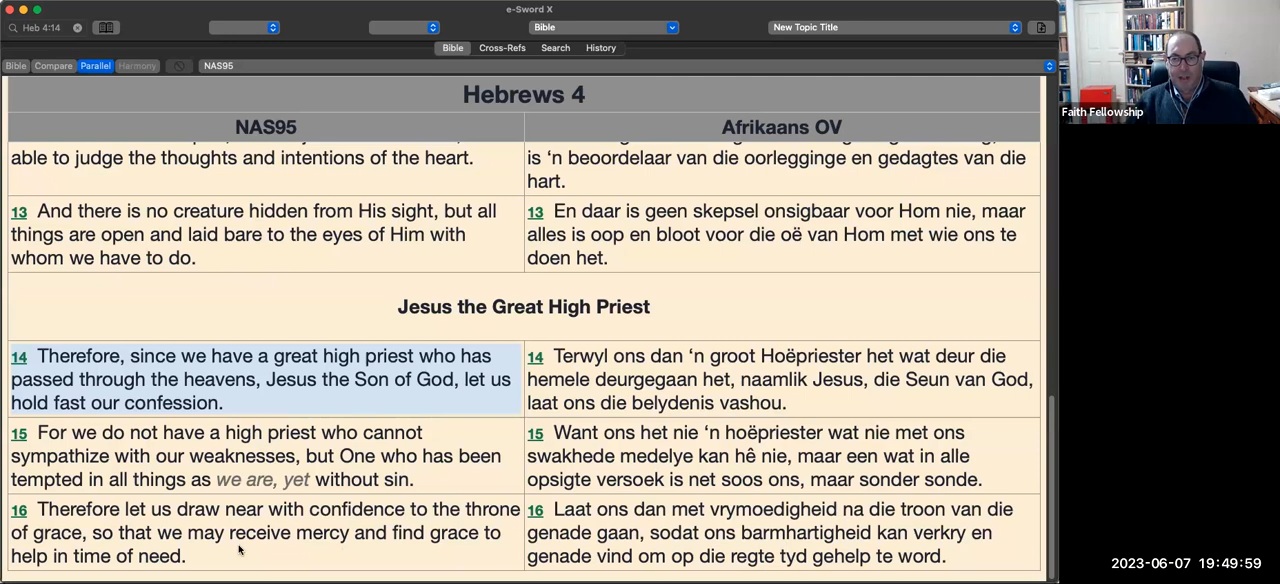 e-Sword X
Heb 4:14
Bible
New Topic Title
Bible
Cross-Refs
Search
History
Bible
Compare
Parallel
Harmony
NAS95
Hebrews 4
NAS95
Afrikaans OV
able to judge the thoughts and intentions of the heart.
is ‘n beoordelaar van die oorlegginge en gedagtes van die
hart.
13 And there is no creature hidden from His sight, but all
things are open and laid bare to the eyes of Him with
whom we have to do.
13 En daar is geen skepsel onsigbaar voor Hom nie, maar
alles is oop en bloot voor die oë van Hom met wie ons te
doen het.
Jesus the Great High Priest
14 Therefore, since we have a great high priest who has
passed through the heavens, Jesus the Son of God, let us
hold fast our confession.
14 Terwyl ons dan ‘n groot Hoëpriester het wat deur die
hemele deurgegaan het, naamlik Jesus, die Seun van God,
laat ons die belydenis vashou.
15 For we do not have a high priest who cannot
sympathize with our weaknesses, but One who has been
tempted in all things as we are, yet without sin.
15 Want ons het nie ‘n hoëpriester wat nie met ons
swakhede medelye kan hê nie, maar een wat in alle
opsigte versoek is net soos ons, maar sonder sonde.
16 Therefore let us draw near with confidence to the throne
of grace, so that we may receive mercy and find grace to
help in time of need.
16 Laat ons dan met vrymoedigheid na die troon van die
genade gaan, sodat ons barmhartigheid kan verkry en
genade vind om op die regte tyd gehelp te word.
Faith Fellowship
2023-06-07 19:49:59